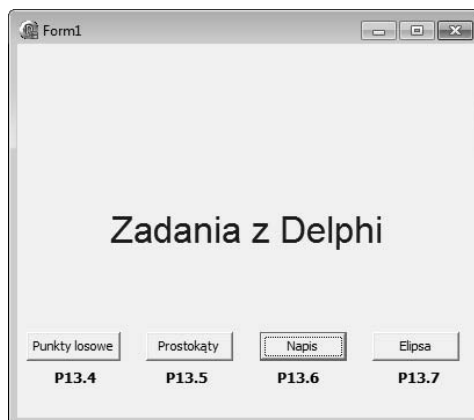 Form1
Zadania z Delphi
Punkty losowe Prostokąty Napis Elipsa
P13.4 P13.5 P13.6 P13.7